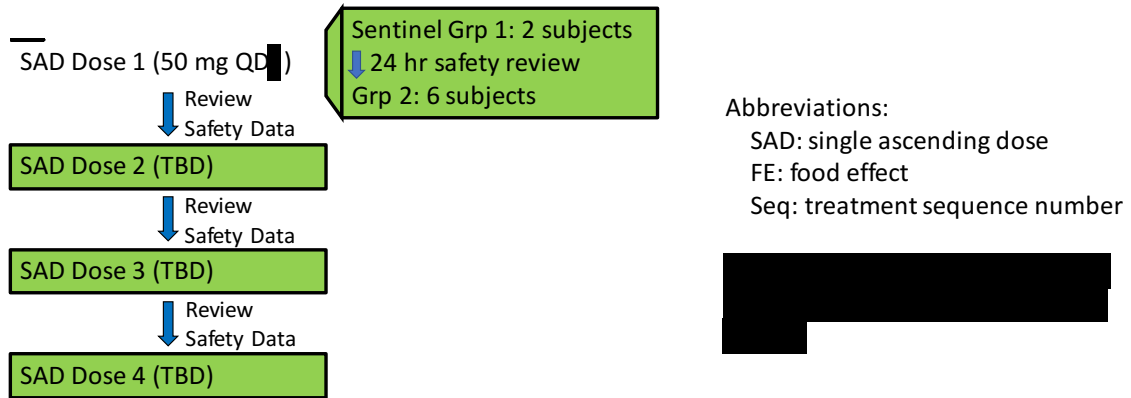 SAD Dose 1 (50 mg QD )
Sentinel Grp 1: 2 subjects
24 hr safety review
Grp 2: 6 subjects
Review
Safety Data
SAD Dose 2 (TBD)
Review
Safety Data
SAD Dose 3 (TBD)
Review
Safety Data
SAD Dose 4 (TBD)
Abbreviations:
SAD: single ascending dose
FE: food effect
Seq: treatment sequence number